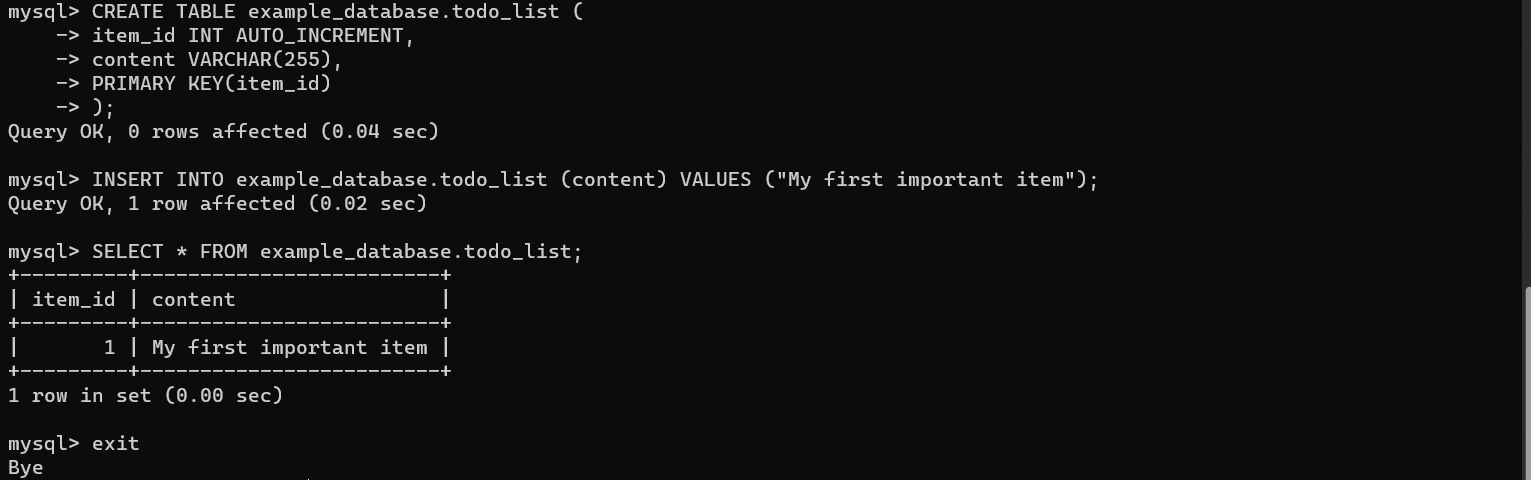 mysql> CREATE TABLE example_database.todo_list (
    -> item_id INT AUTO_INCREMENT,
    -> content VARCHAR(255),
    -> PRIMARY KEY(item_id)
    -> );
Query OK, 0 rows affected (0.04 sec)

mysql> INSERT INTO example_database.todo_list (content) VALUES ("My first important item");
Query OK, 1 row affected (0.02 sec)

mysql> SELECT * FROM example_database.todo_list;
+---------+-------------------------+
| item_id | content                 |
+---------+-------------------------+
|       1 | My first important item |
+---------+-------------------------+
1 row in set (0.00 sec)

mysql> exit
Bye